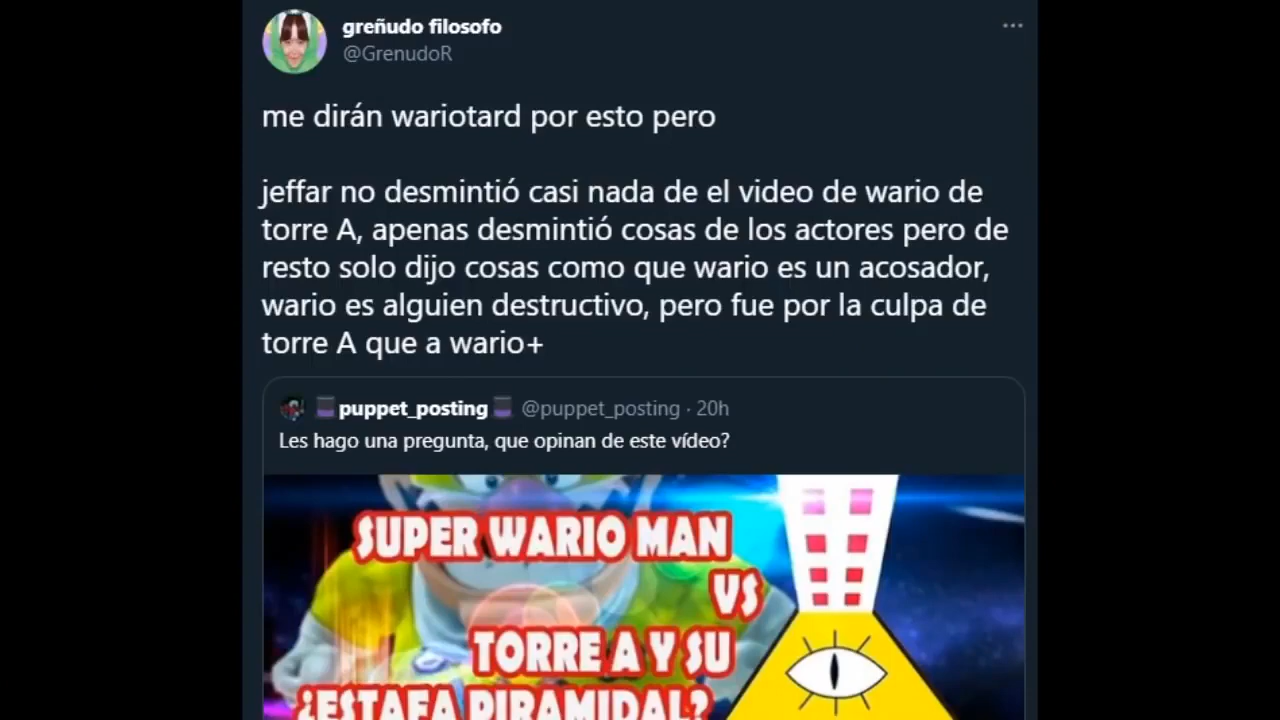 greñudo filosofo
@GrenudoR
me dirán wariotard por esto pero
jeffar no desmintió casi nada de el video de wario de
torre A, apenas desmintió cosas de los actores pero de
resto solo dijo cosas como que wario es un acosador,
wario es alguien destructivo, pero fue por la culpa de
torre A que a wario+
puppet_posting @puppet_posting · 20h
Les hago una pregunta, que opinan de este vídeo?
SUPER WARIO MAN
VS
TORRE A Y SU
¿ESTAFA PIRAMIDAL?